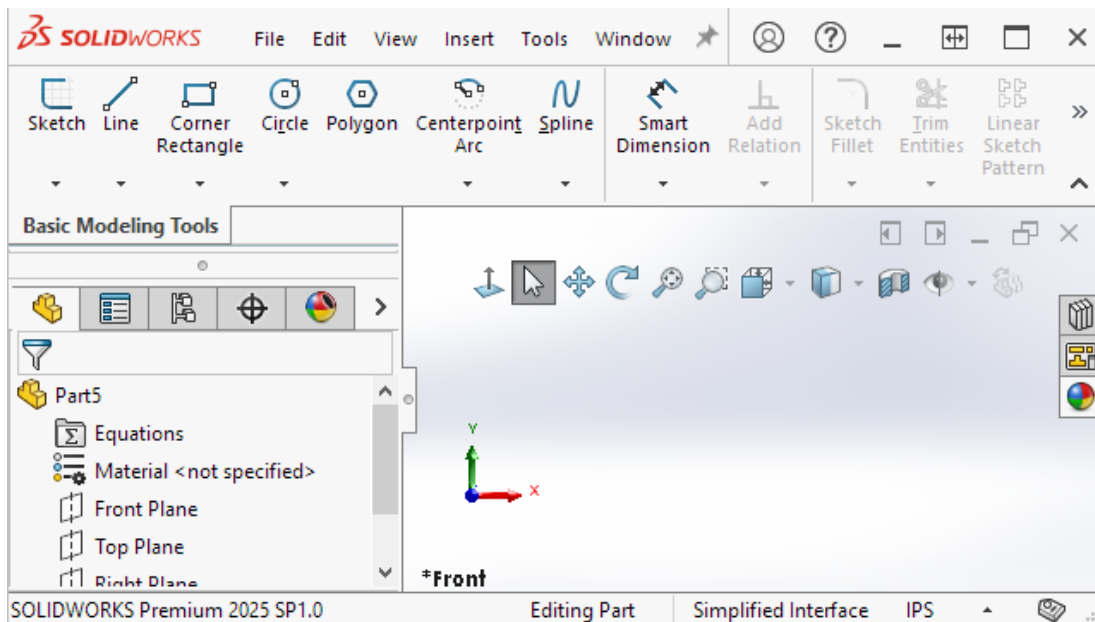 SOLIDWORKS File Edit View Insert Tools Window
Sketch Line Corner Rectangle Circle Polygon Centerpoint Arc Spline Smart Dimension Add Relation Sketch Fillet Trim Entities Linear Sketch Pattern
Basic Modeling Tools
Part5
Equations
Material <not specified>
Front Plane
Top Plane
Right Plane
Y
X
*Front
SOLIDWORKS Premium 2025 SP1.0 Editing Part Simplified Interface IPS